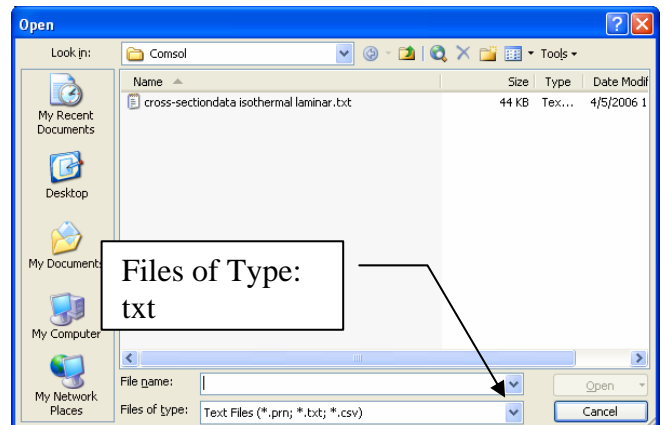 Open
Look in: Comsol Tools
Name Size Type Date Modif
cross-sectiondata isothermal laminar.txt 44 KB Tex... 4/5/2006 1
My Recent
Documents
Desktop
My Documents
My Computer
My Network
Places
Files of Type:
txt
File name: Open
Files of type: Text Files (*.prn; *.txt; *.csv) Cancel